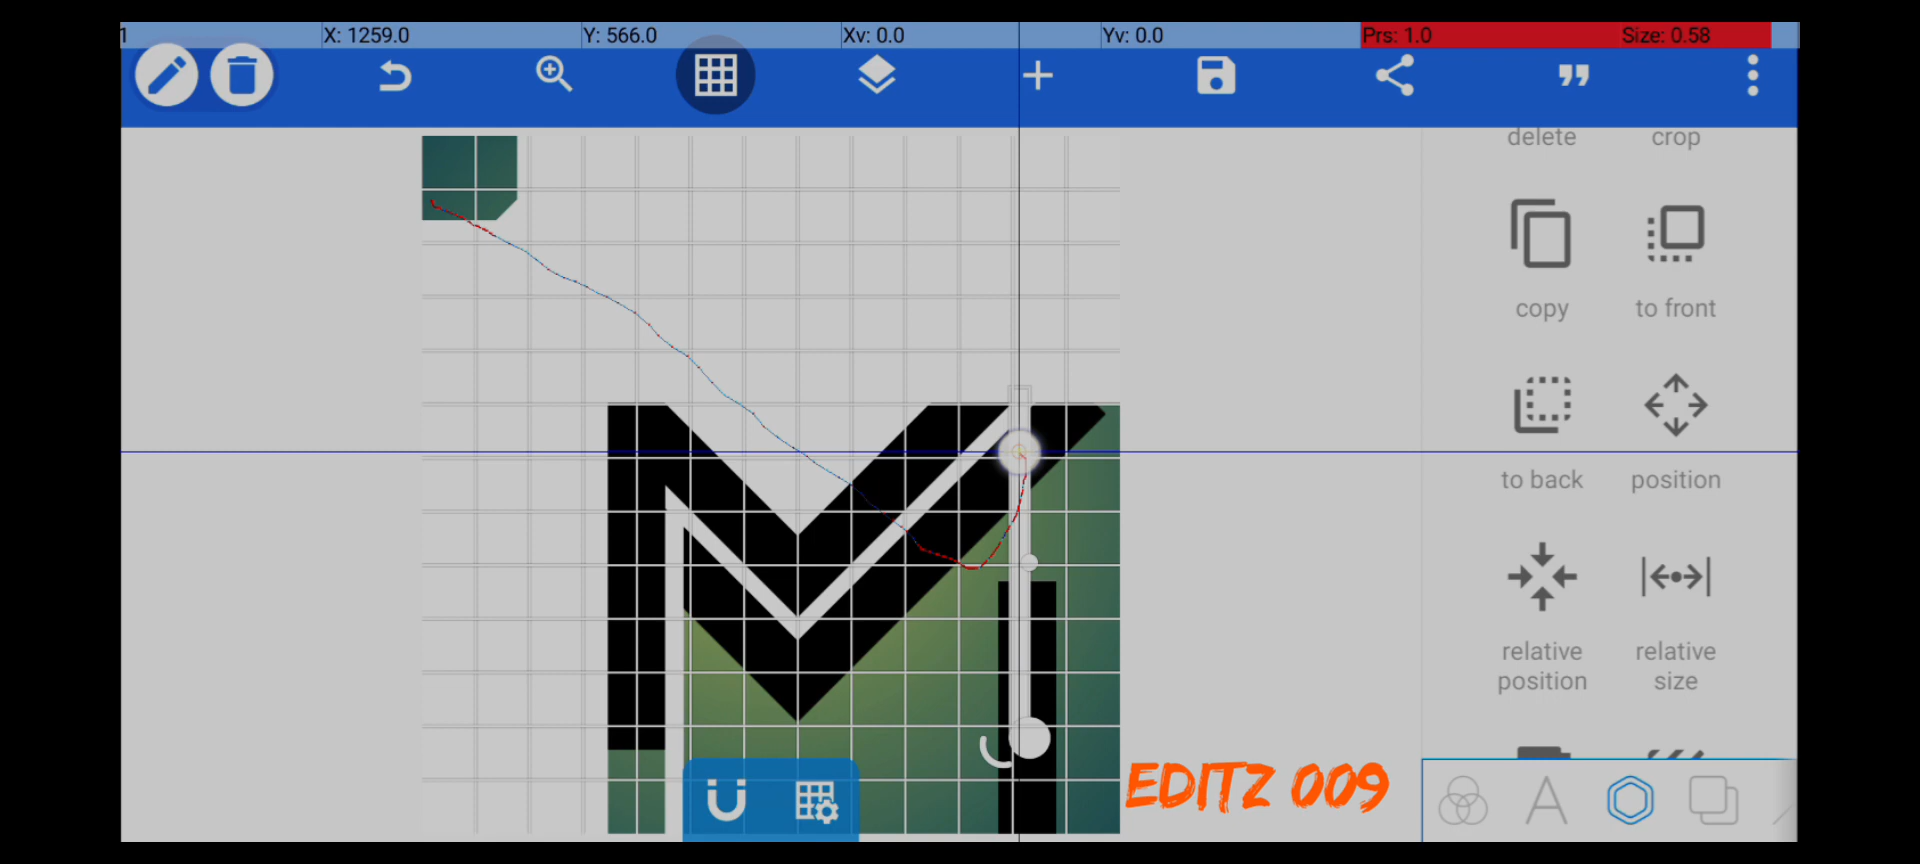 1 X: 1259.0 Y: 566.0 Xv: 0.0 Yv: 0.0 Prs: 1.0 Size: 0.58
delete crop
copy to front
to back position
relative position relative size
EDITZ 009